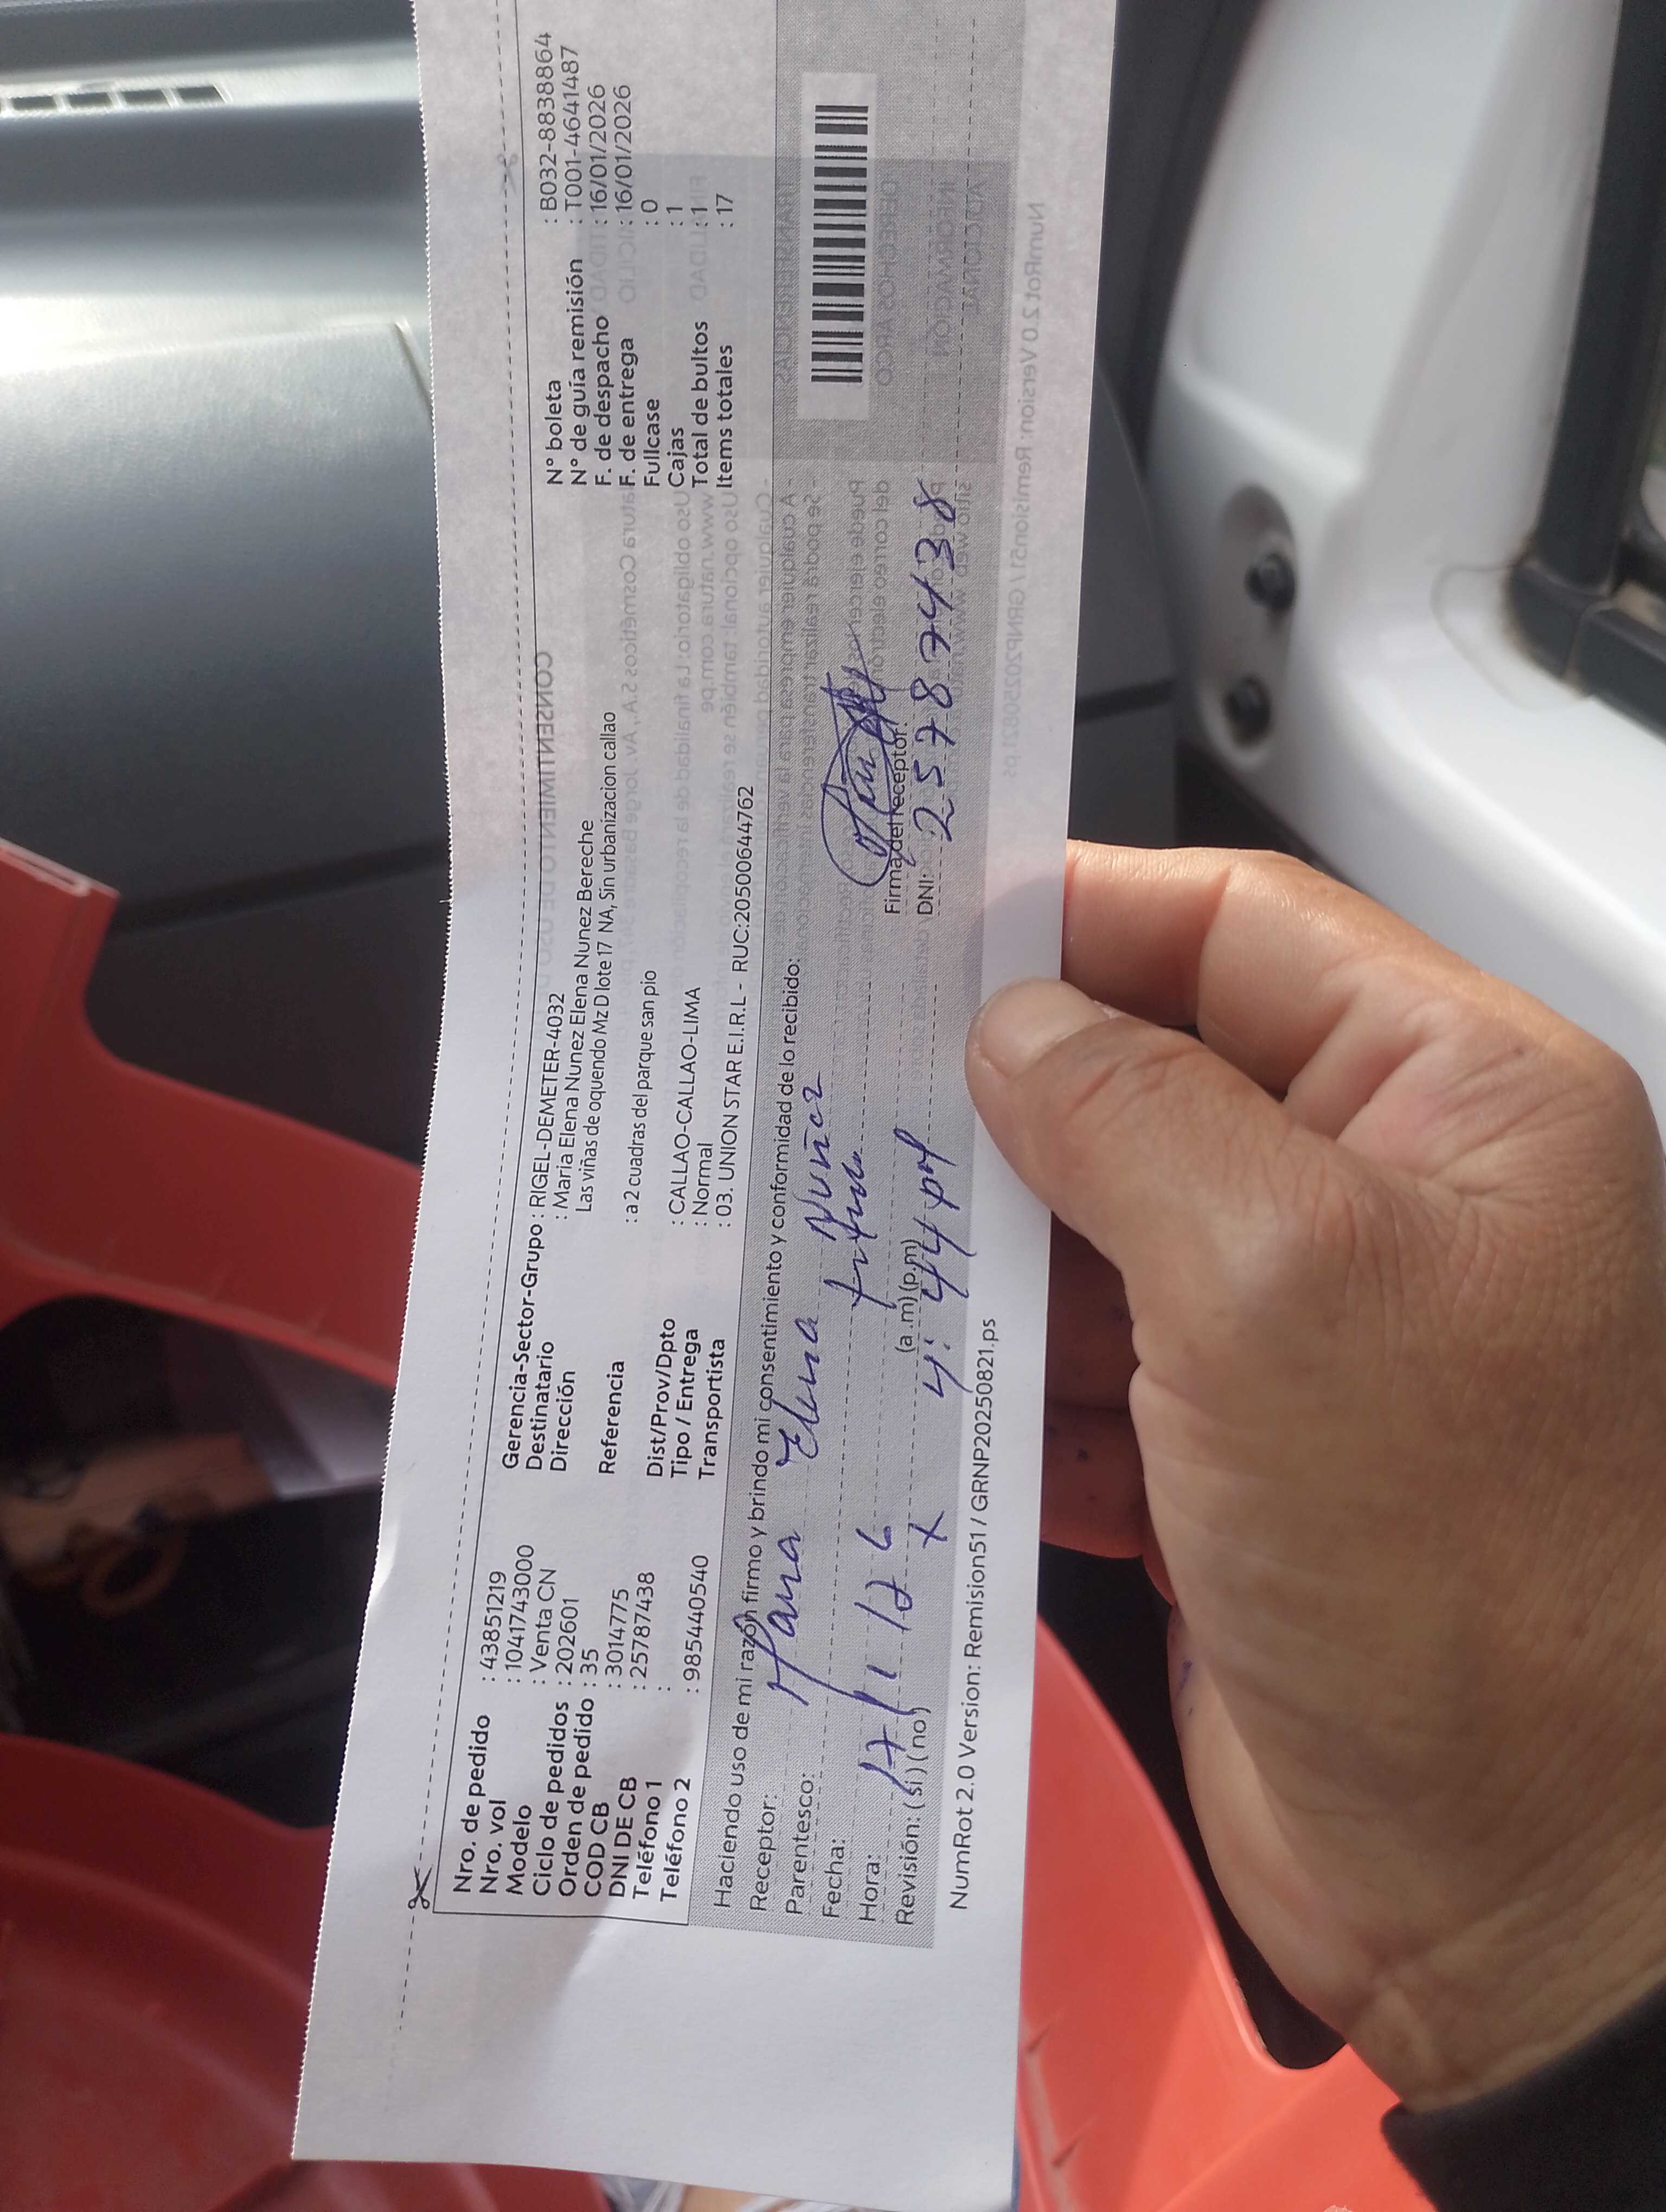 Nro. de pedido : 43851219
Nro. vol : 1041743000
Modelo : Venta CN
Ciclo de pedidos : 202601
Orden de pedido : 35
COD CB : 3014775
DNI DE CB : 25787438
Teléfono 1 :
Teléfono 2 : 985440540
Gerencia-Sector-Grupo : RIGEL-DEMETER-4032
Destinatario : Maria Elena Nunez Elena Nunez Bereche
Dirección Las viñas de oquendo Mz D lote 17 NA, Sin urbanizacion callao
Referencia : a 2 cuadras del parque san pio
Dist/Prov/Dpto : CALLAO-CALLAO-LIMA
Tipo / Entrega : Normal
Transportista : 03. UNION STAR E.I.R.L - RUC:20500644762
N° boleta : B032-8838864
N° de guía remisión : T001-4641487
F. de despacho : 16/01/2026
F. de entrega : 16/01/2026
Fullcase : 0
Cajas : 1
Total de bultos : 1
Items totales : 17
Haciendo uso de mi razón firmo y brindo mi consentimiento y conformidad de lo recibido:
Receptor: Maria Elena Nuñez
Parentesco:
Fecha: 17/1/26
Hora: 4:44 pm (a.m) (p.m)
Revisión: ( si ) ( no ) x
Firma del receptor:
DNI: 25787438
NumRot 2.0 Version: Remision51 / GRNP20250821.ps